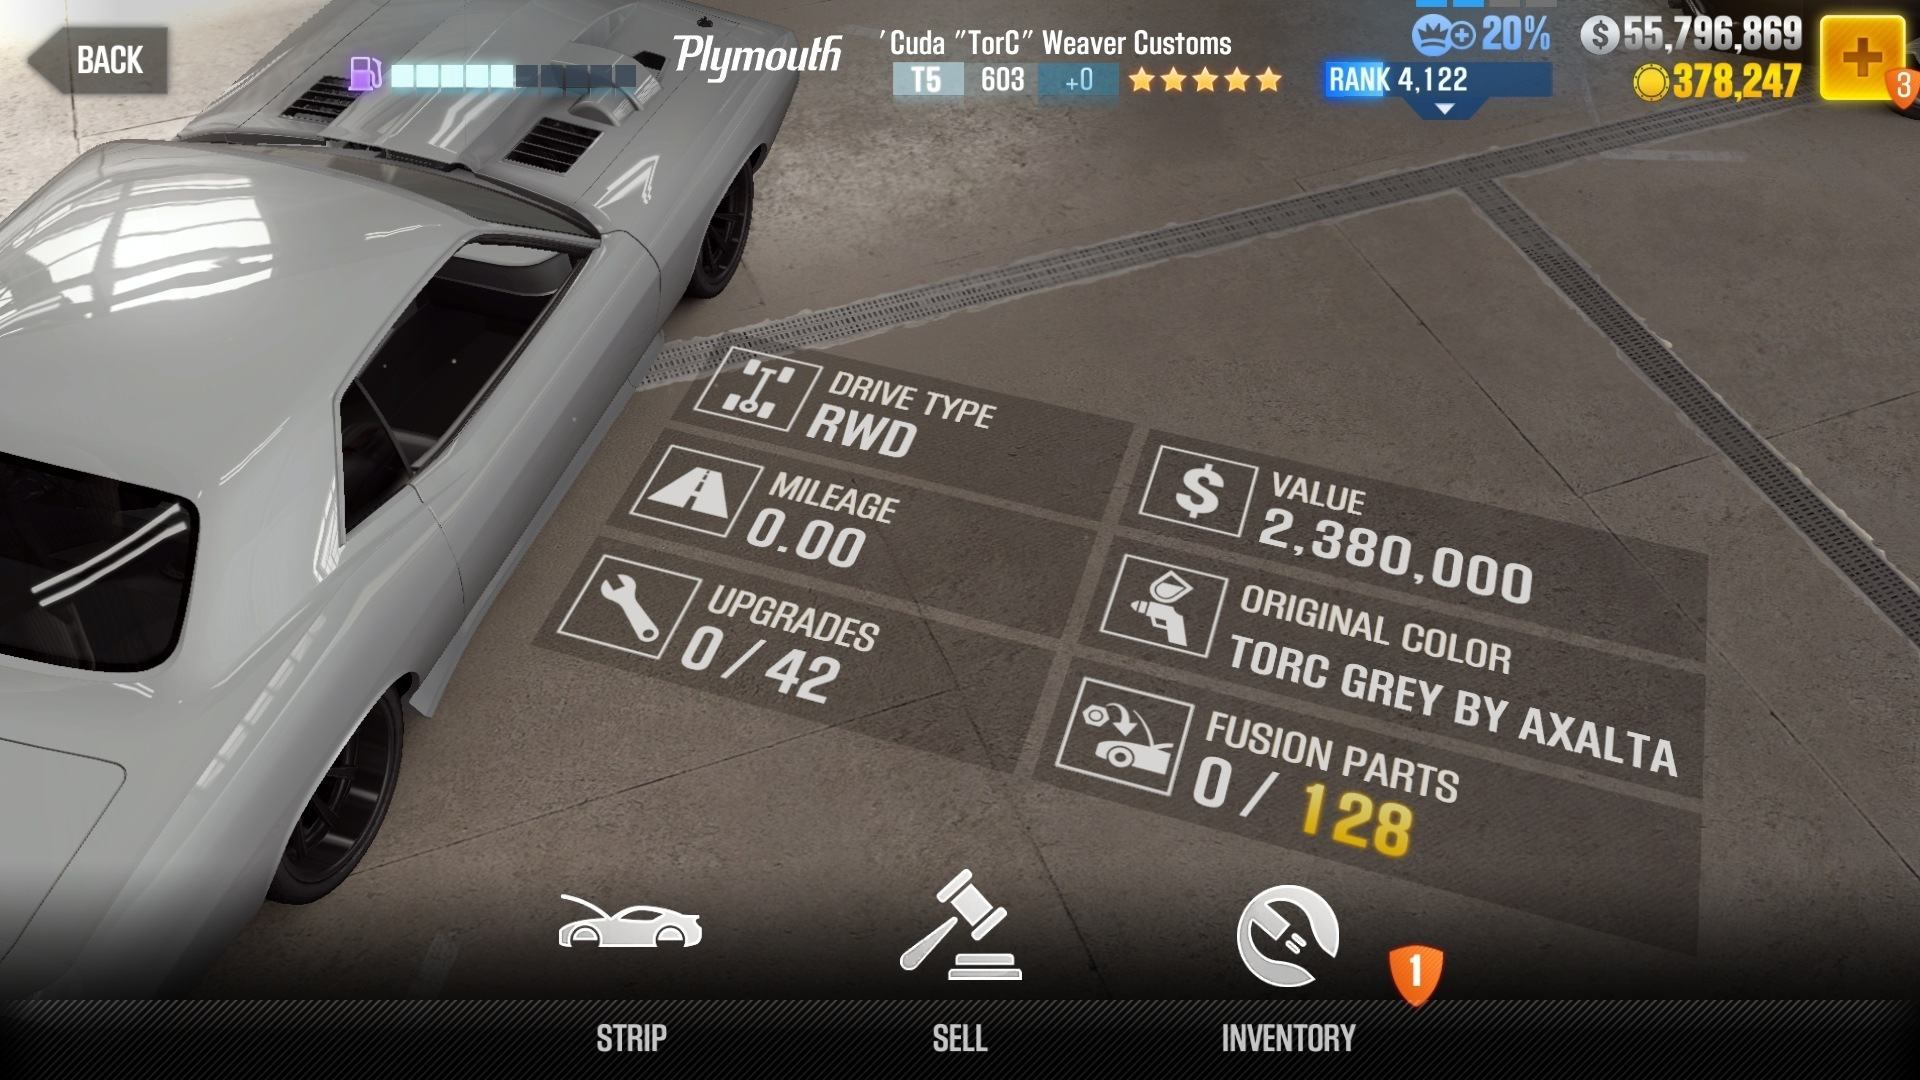 BACK
Plymouth
'Cuda "TorC" Weaver Customs
T5 603 +0
RANK 4,122
20%
55,796,869
378,247
3
DRIVE TYPE
RWD
MILEAGE
0.00
UPGRADES
0/42
VALUE
2,380,000
ORIGINAL COLOR
TORC GREY BY AXALTA
FUSION PARTS
0/ 128
1
STRIP
SELL
INVENTORY